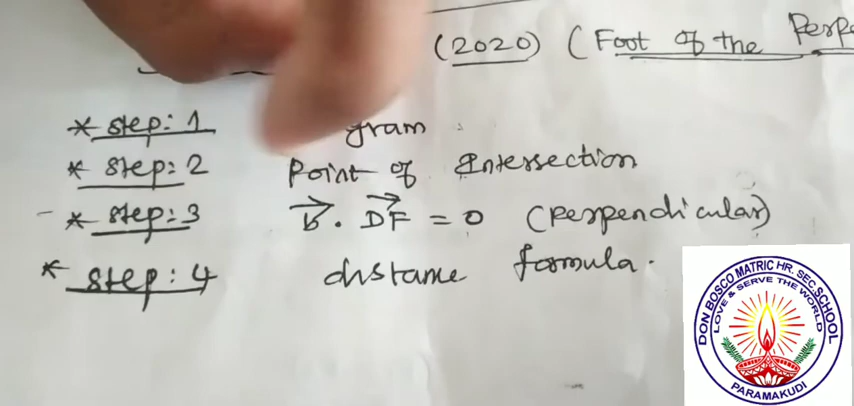 (2020) (Foot of the Perpe
* Step: 1 gram
* Step: 2 Point of Intersection
* Step: 3 b. DF = 0 (Perpendicular)
* Step: 4 distance formula.
DON BOSCO MATRIC HR. SEC. SCHOOL
LOVE & SERVE THE WORLD
PARAMAKUDI